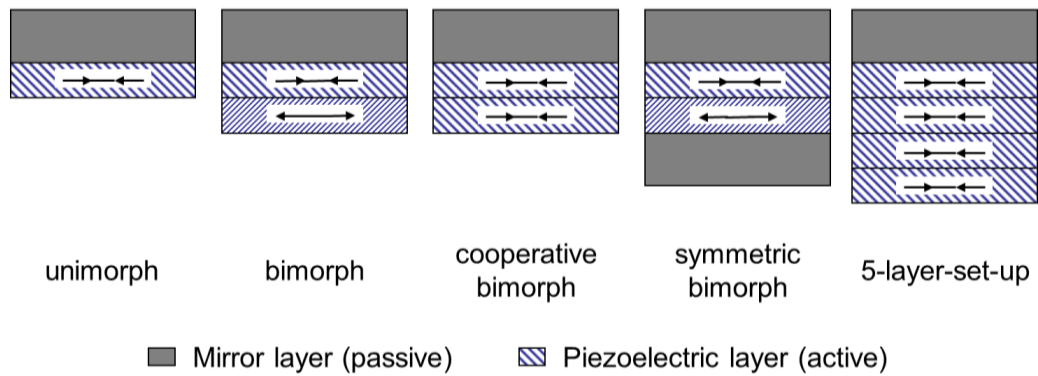 unimorph
bimorph
cooperative
bimorph
symmetric
bimorph
5-layer-set-up
Mirror layer (passive)
Piezoelectric layer (active)